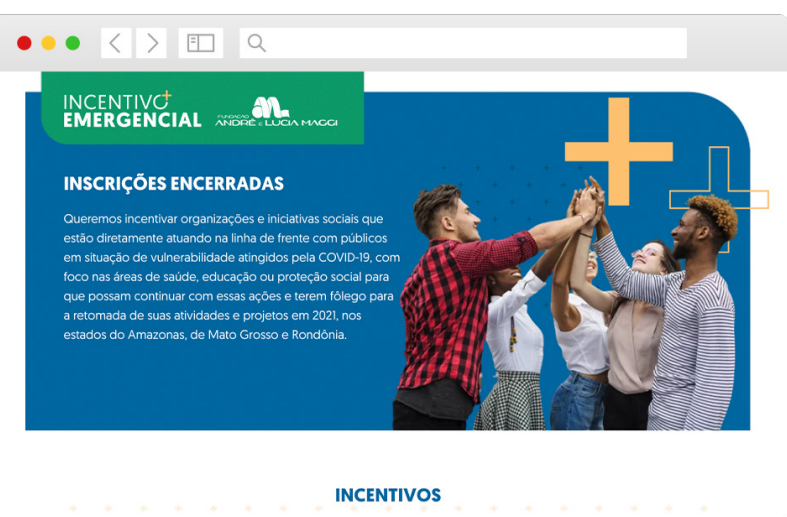 INCENTIVO+
EMERGENCIAL
FUNDAÇÃO
ANDRÉ E LUCIA MAGGI
INSCRIÇÕES ENCERRADAS
Queremos incentivar organizações e iniciativas sociais que
estão diretamente atuando na linha de frente com públicos
em situação de vulnerabilidade atingidos pela COVID-19, com
foco nas áreas de saúde, educação ou proteção social para
que possam continuar com essas ações e terem fôlego para
a retomada de suas atividades e projetos em 2021, nos
estados do Amazonas, de Mato Grosso e Rondônia.
INCENTIVOS